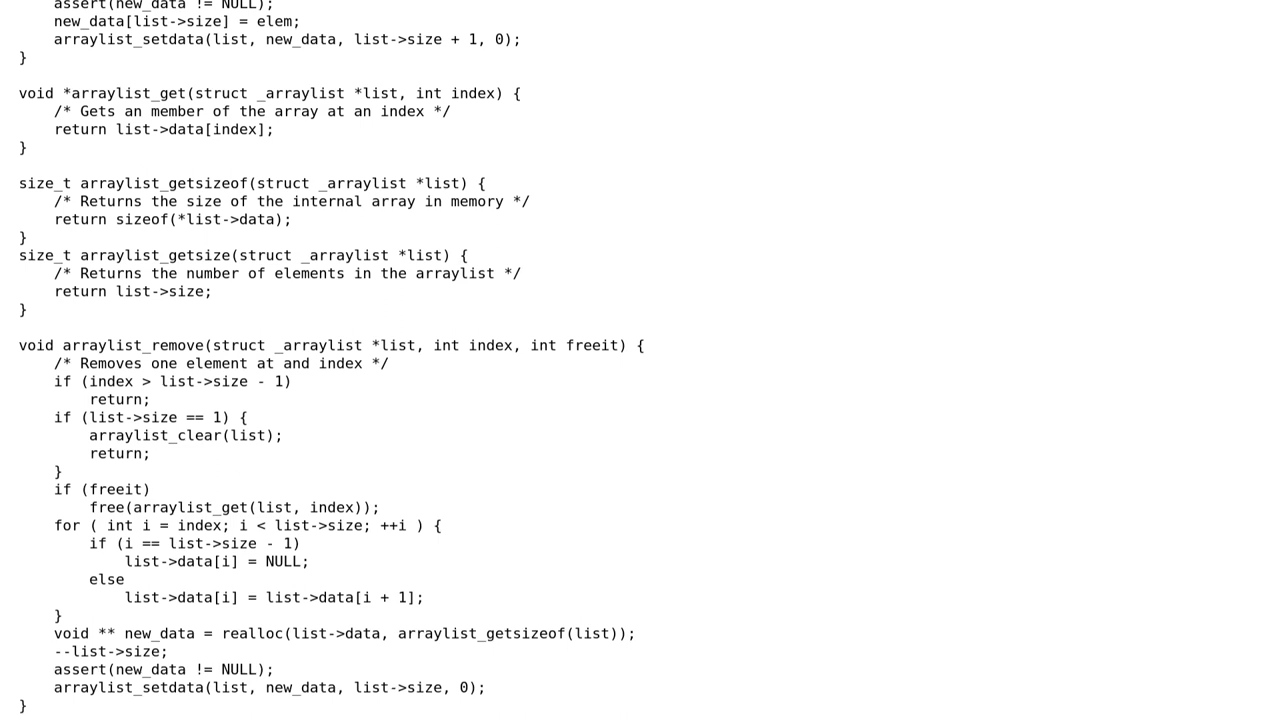 assert(new_data != NULL);
    new_data[list->size] = elem;
    arraylist_setdata(list, new_data, list->size + 1, 0);
}

void *arraylist_get(struct _arraylist *list, int index) {
    /* Gets an member of the array at an index */
    return list->data[index];
}

size_t arraylist_getsizeof(struct _arraylist *list) {
    /* Returns the size of the internal array in memory */
    return sizeof(*list->data);
}
size_t arraylist_getsize(struct _arraylist *list) {
    /* Returns the number of elements in the arraylist */
    return list->size;
}

void arraylist_remove(struct _arraylist *list, int index, int freeit) {
    /* Removes one element at and index */
    if (index > list->size - 1)
        return;
    if (list->size == 1) {
        arraylist_clear(list);
        return;
    }
    if (freeit)
        free(arraylist_get(list, index));
    for ( int i = index; i < list->size; ++i ) {
        if (i == list->size - 1)
            list->data[i] = NULL;
        else
            list->data[i] = list->data[i + 1];
    }
    void ** new_data = realloc(list->data, arraylist_getsizeof(list));
    --list->size;
    assert(new_data != NULL);
    arraylist_setdata(list, new_data, list->size, 0);
}